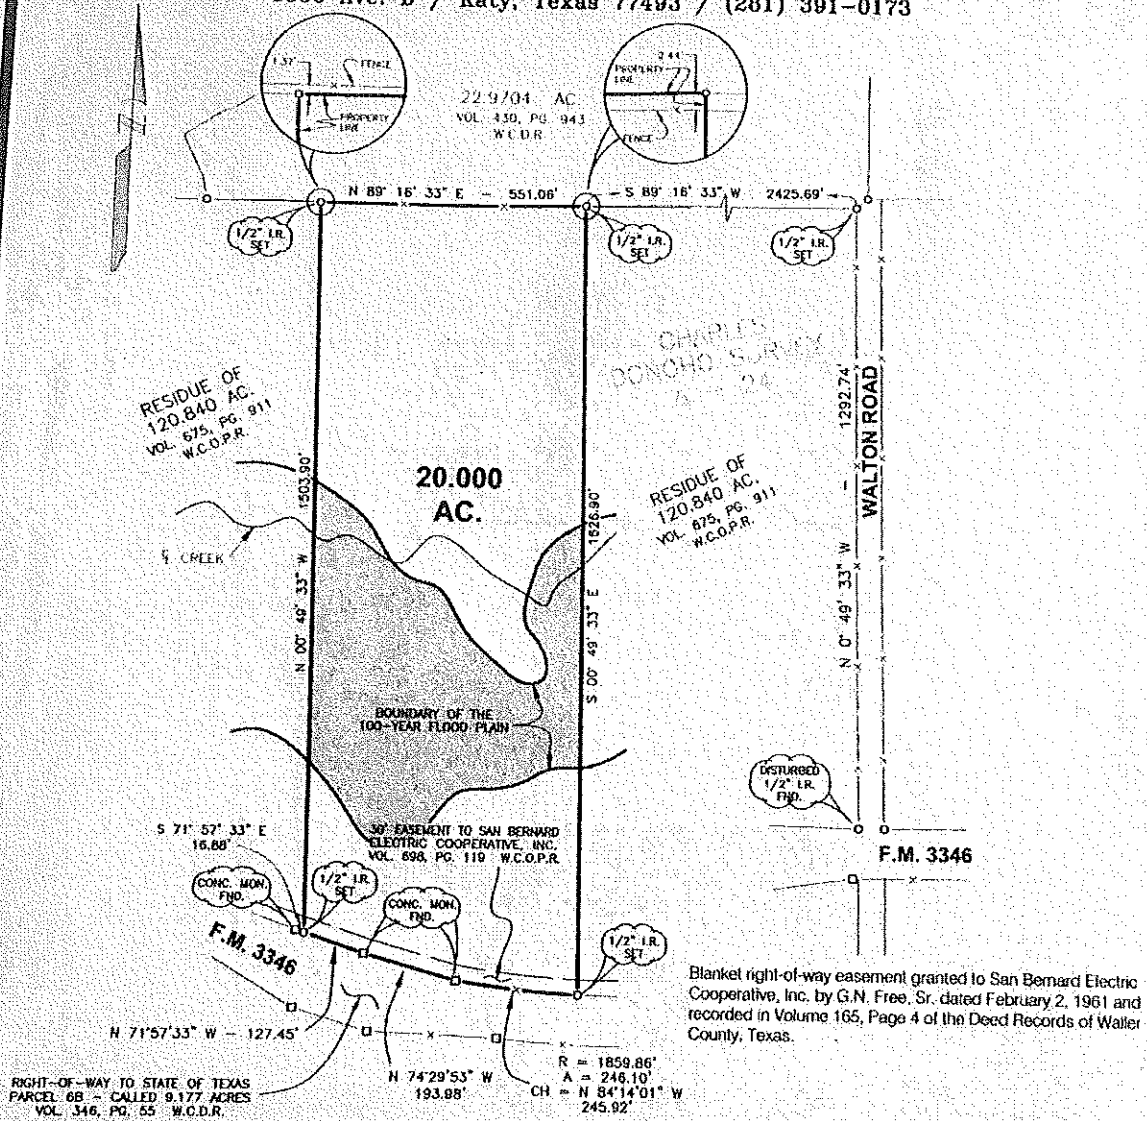 Katy, Texas 77493 / (281) 391-0173
1.37'
FENCE
PROPERTY
LINE
22.9704 AC
VOL. 430, PG. 943
W.C.D.R.
2.44'
PROPERTY
LINE
FENCE
N 89° 16' 33" E - 551.06'
S 89° 16' 33" W 2425.69'
1/2" I.R.
SET
1/2" I.R.
SET
1/2" I.R.
SET
CHARLES
DONOHO SURVEY
RESIDUE OF
120.840 AC.
VOL. 675, PG. 911
W.C.O.P.R.
1292.74'
WALTON ROAD
20.000
AC.
1503.90'
RESIDUE OF
120.840 AC.
VOL. 675, PG. 911
W.C.O.P.R.
1626.90'
CREEK
N 00° 49' 33" W
S 00° 49' 33" E
N 0° 49' 33" W -
BOUNDARY OF THE
100-YEAR FLOOD PLAIN
DISTURBED
1/2" I.R.
FND.
F.M. 3346
S 71° 57' 33" E
16.88'
30' EASEMENT TO SAN BERNARD
ELECTRIC COOPERATIVE, INC.
VOL. 698, PG. 119 W.C.O.P.R.
CONC. MON.
FND.
1/2" I.R.
SET
CONC. MON.
FND.
1/2" I.R.
SET
F.M. 3346
Blanket right-of-way easement granted to San Bernard Electric
Cooperative, Inc. by G.N. Free, Sr. dated February 2, 1961 and
recorded in Volume 165, Page 4 of the Deed Records of Waller
County, Texas.
N 71°57'33" W - 127.45'
N 74°29'53" W
193.98'
R = 1859.86'
A = 246.10'
CH = N 84°14'01" W
245.92'
RIGHT-OF-WAY TO STATE OF TEXAS
PARCEL 6B - CALLED 9.177 ACRES
VOL. 346, PG. 55 W.C.D.R.